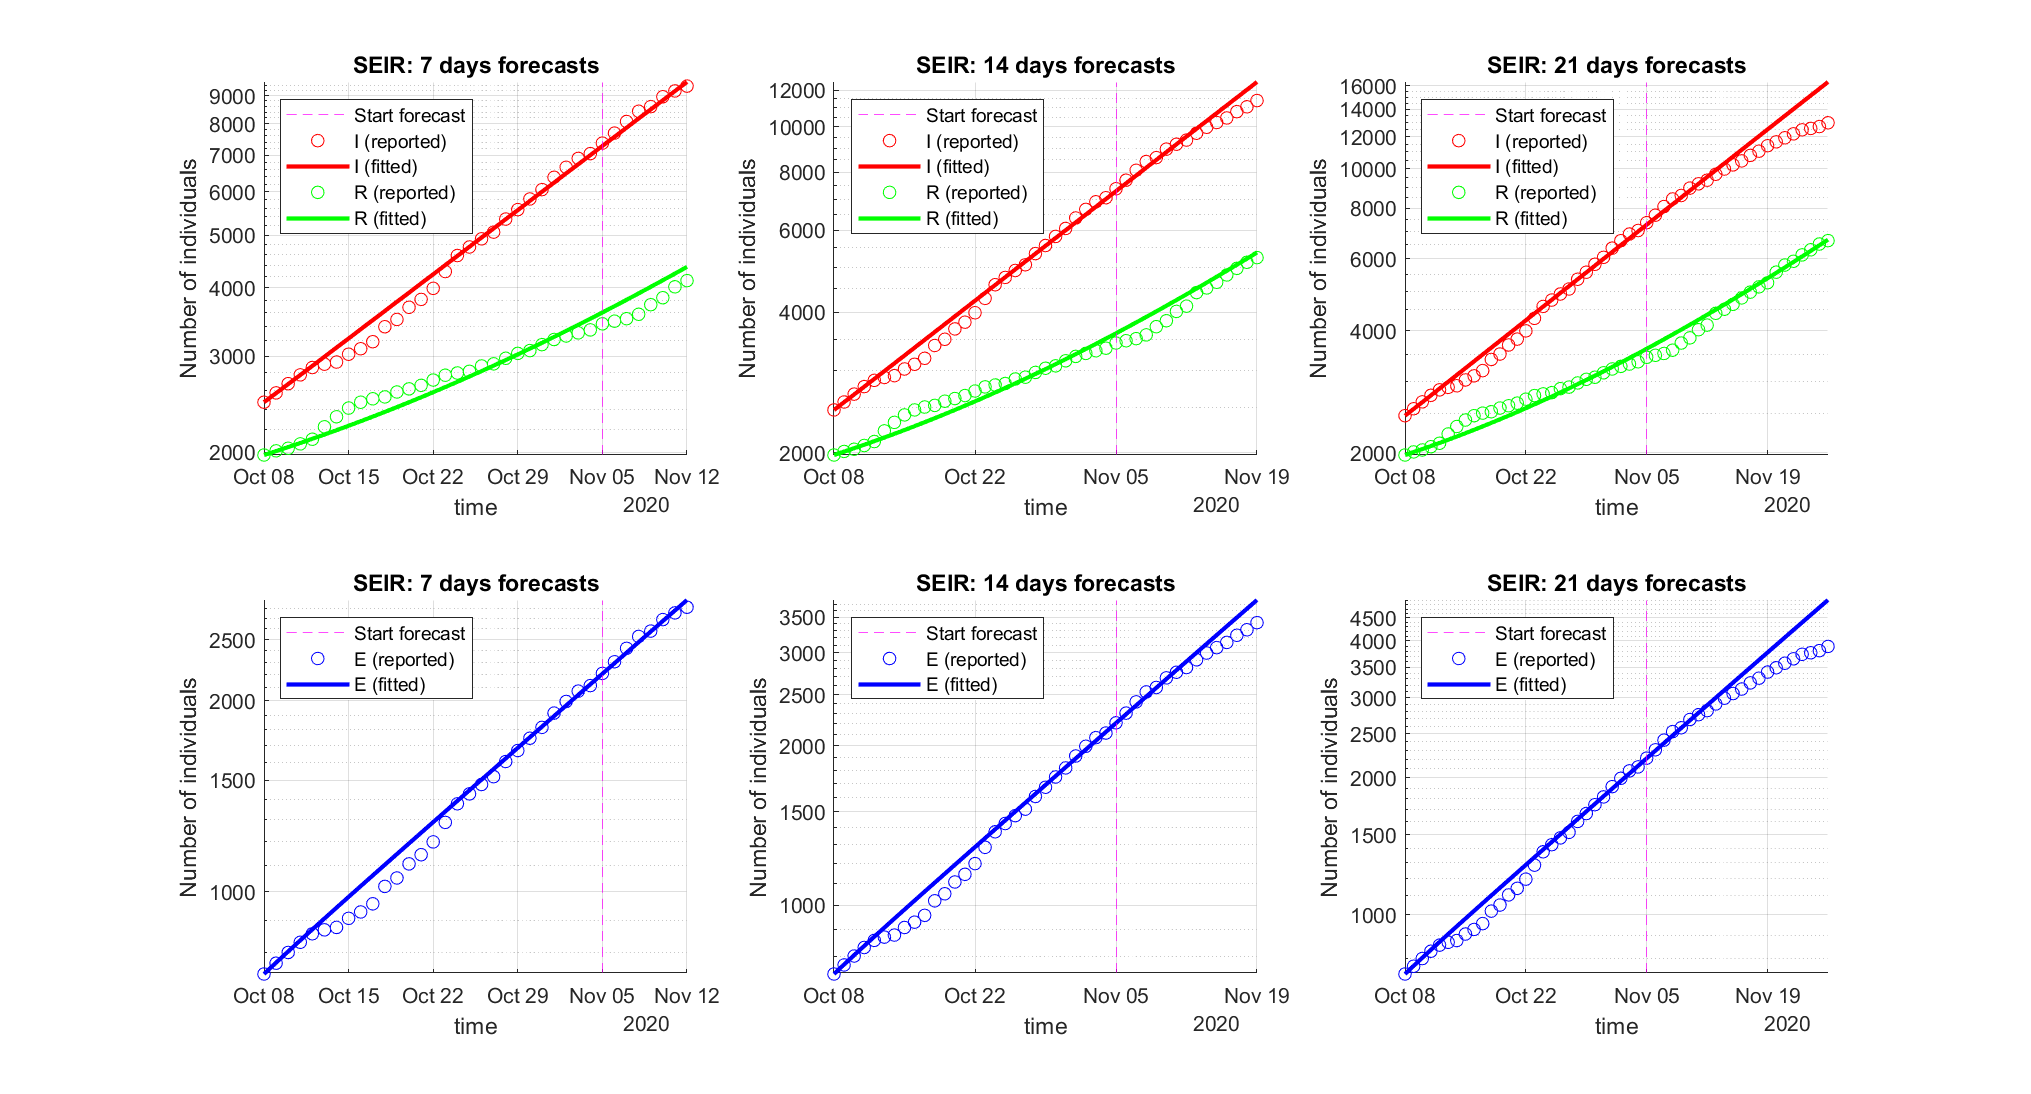 SEIR: 7 days forecasts
Number of individuals
9000
8000
7000
6000
5000
4000
3000
2000
Start forecast
I (reported)
I (fitted)
R (reported)
R (fitted)
Oct 08 Oct 15 Oct 22 Oct 29 Nov 05 Nov 12
time
2020
SEIR: 14 days forecasts
Number of individuals
12000
10000
8000
6000
4000
2000
Start forecast
I (reported)
I (fitted)
R (reported)
R (fitted)
Oct 08 Oct 22 Nov 05 Nov 19
time
2020
SEIR: 21 days forecasts
Number of individuals
16000
14000
12000
10000
8000
6000
4000
2000
Start forecast
I (reported)
I (fitted)
R (reported)
R (fitted)
Oct 08 Oct 22 Nov 05 Nov 19
time
2020
SEIR: 7 days forecasts
Number of individuals
2500
2000
1500
1000
Start forecast
E (reported)
E (fitted)
Oct 08 Oct 15 Oct 22 Oct 29 Nov 05 Nov 12
time
2020
SEIR: 14 days forecasts
Number of individuals
3500
3000
2500
2000
1500
1000
Start forecast
E (reported)
E (fitted)
Oct 08 Oct 22 Nov 05 Nov 19
time
2020
SEIR: 21 days forecasts
Number of individuals
4500
4000
3500
3000
2500
2000
1500
1000
Start forecast
E (reported)
E (fitted)
Oct 08 Oct 22 Nov 05 Nov 19
time
2020